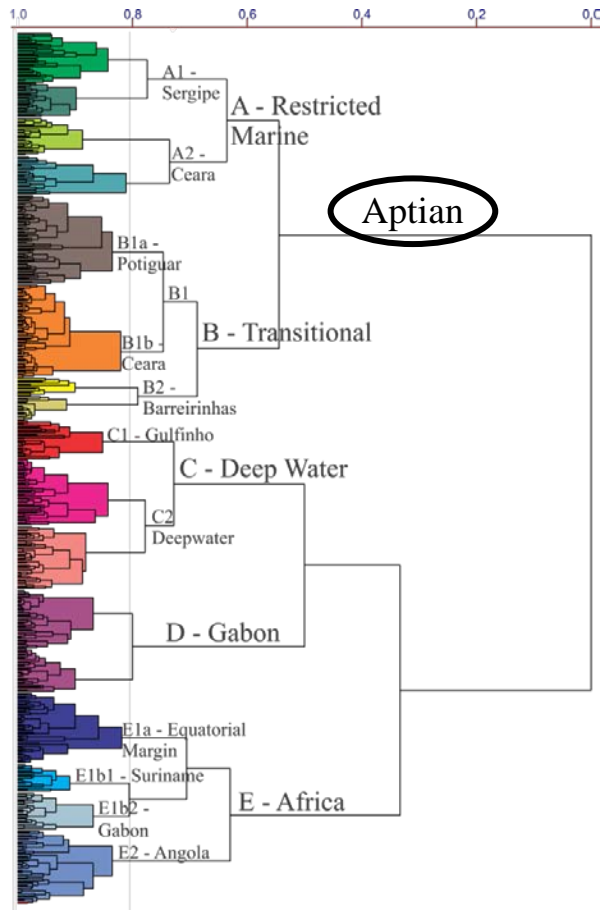 1,0 0,8 0,6 0,4 0,2 0,0
A1 -
Sergipe
A - Restricted
Marine
A2 -
Ceara
Aptian
B1a -
Potiguar
B1
B - Transitional
B1b -
Ceara
B2 -
Barreirinhas
C1 - Gulfinho
C - Deep Water
C2
Deepwater
D - Gabon
E1a - Equatorial
Margin
E1b1 - Suriname
E - Africa
E1b2 -
Gabon
E2 - Angola